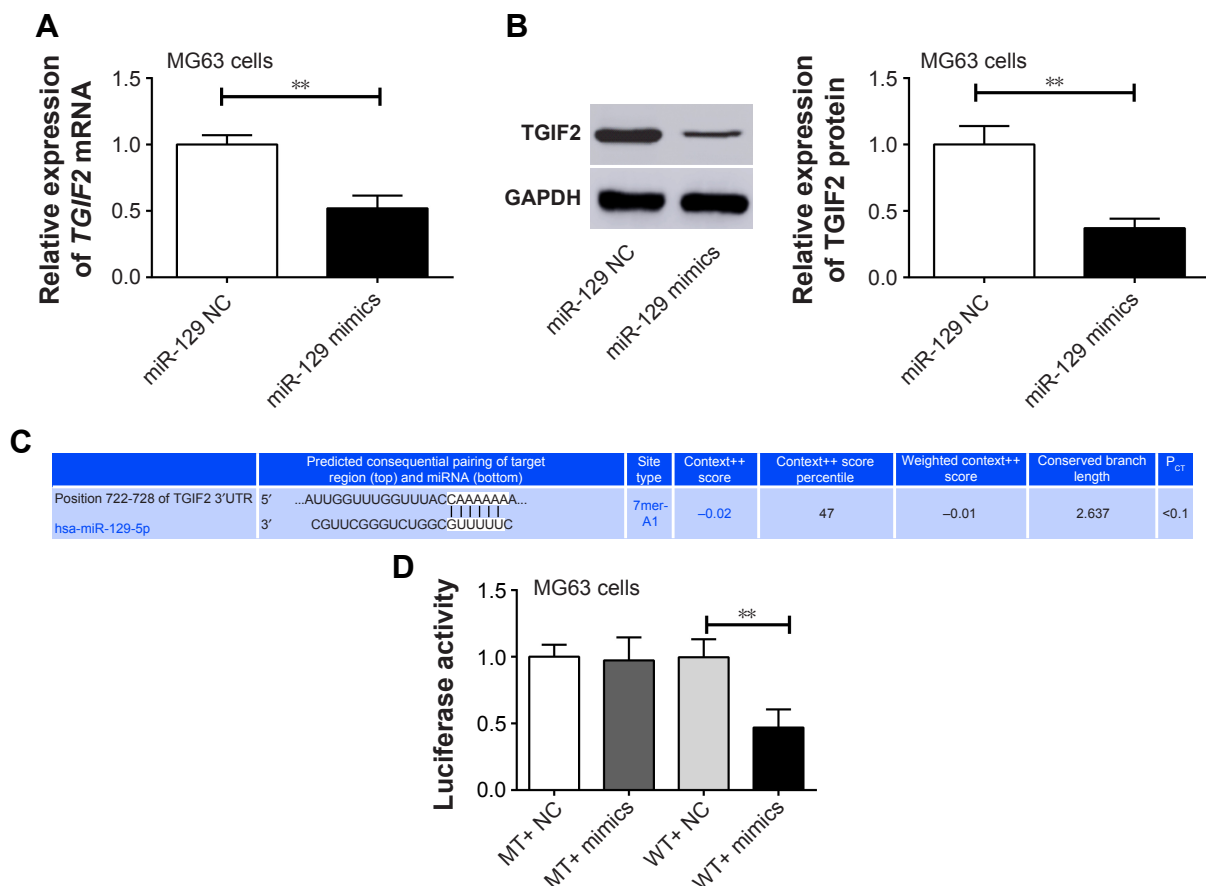 A
MG63 cells
**
Relative expression
of TGIF2 mRNA
1.5
1.0
0.5
0.0
miR-129 NC
miR-129 mimics
B
TGIF2
GAPDH
miR-129 NC
miR-129 mimics
MG63 cells
**
Relative expression
of TGIF2 protein
1.5
1.0
0.5
0.0
miR-129 NC
miR-129 mimics
C
Predicted consequential pairing of target
region (top) and miRNA (bottom)
Site
type
Context++
score
Context++ score
percentile
Weighted context++
score
Conserved branch
length
PCT
Position 722-728 of TGIF2 3′UTR 5′ ...AUUGGUUUGGUUUACCAAAAAAA...
hsa-miR-129-5p 3′ CGUUCGGGUCUGGCGUUUUUC
7mer-
A1
–0.02
47
–0.01
2.637
<0.1
D
MG63 cells
**
Luciferase activity
1.5
1.0
0.5
0.0
MT+ NC
MT+ mimics
WT+ NC
WT+ mimics